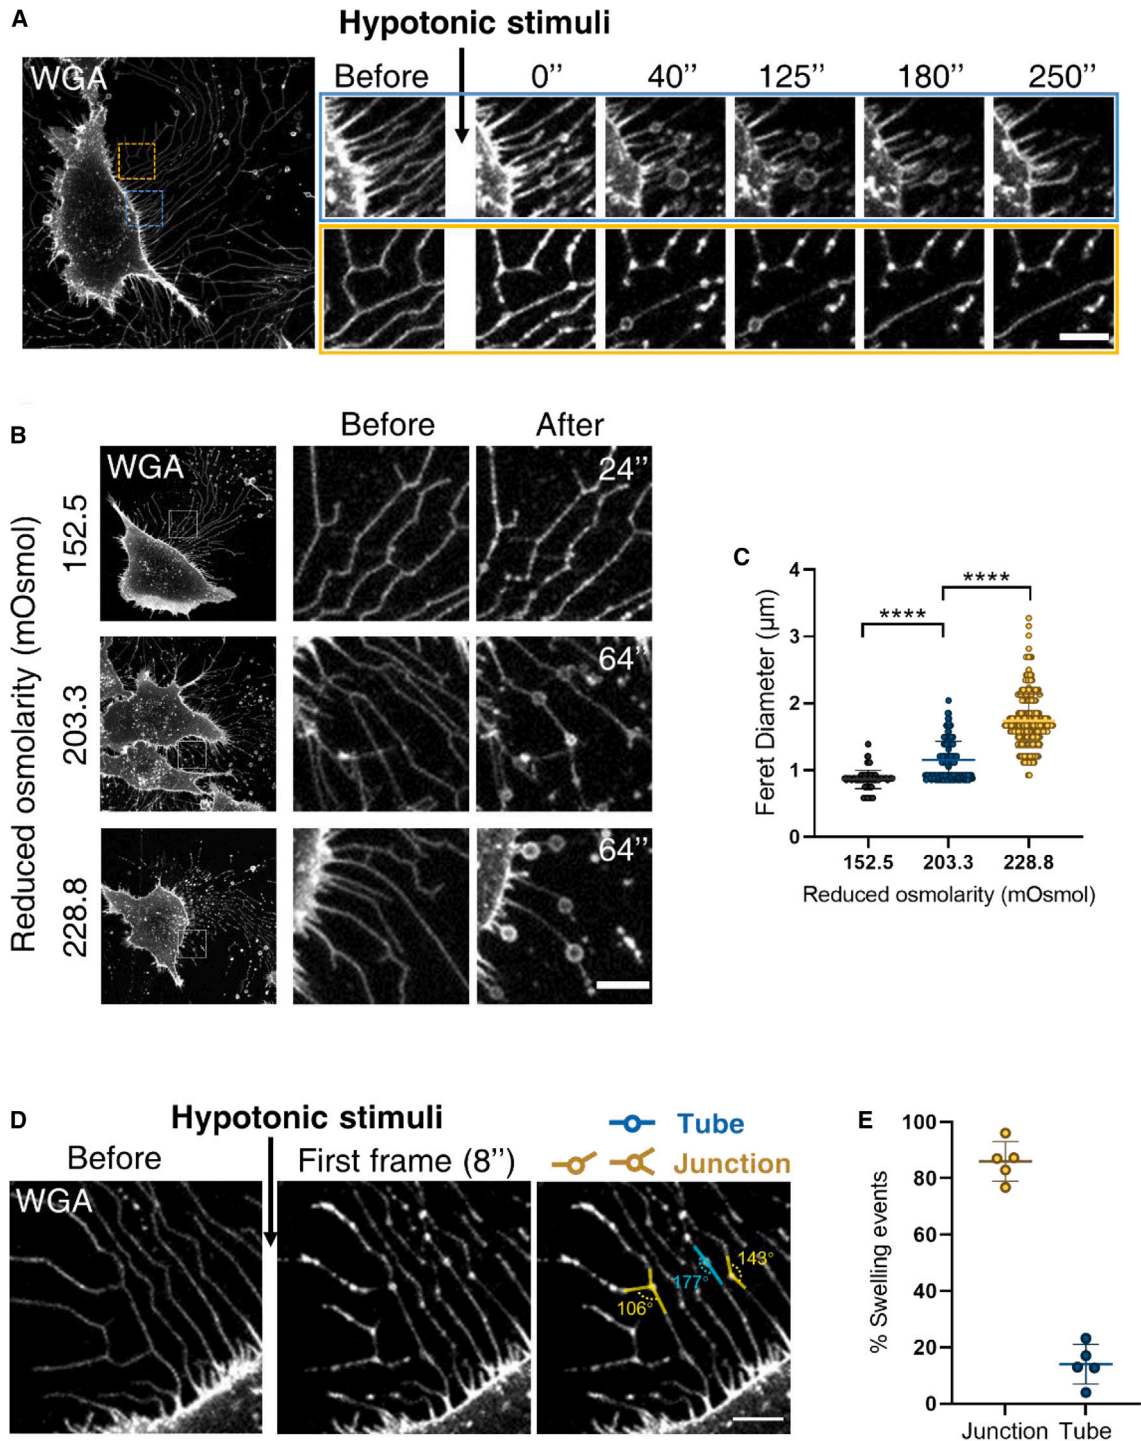 A
Hypotonic stimuli
WGA
Before 0’’ 40’’ 125’’ 180’’ 250’’
B
Before After
Reduced osmolarity (mOsmol)
152.5
WGA
24’’
203.3
64’’
228.8
64’’
C
Feret Diameter (µm)
4
3
2
1
0
****
****
152.5 203.3 228.8
Reduced osmolarity (mOsmol)
D
Hypotonic stimuli
Before First frame (8’’)
Tube
Junction
WGA
106°
177°
143°
E
% Swelling events
100
80
60
40
20
0
Junction Tube